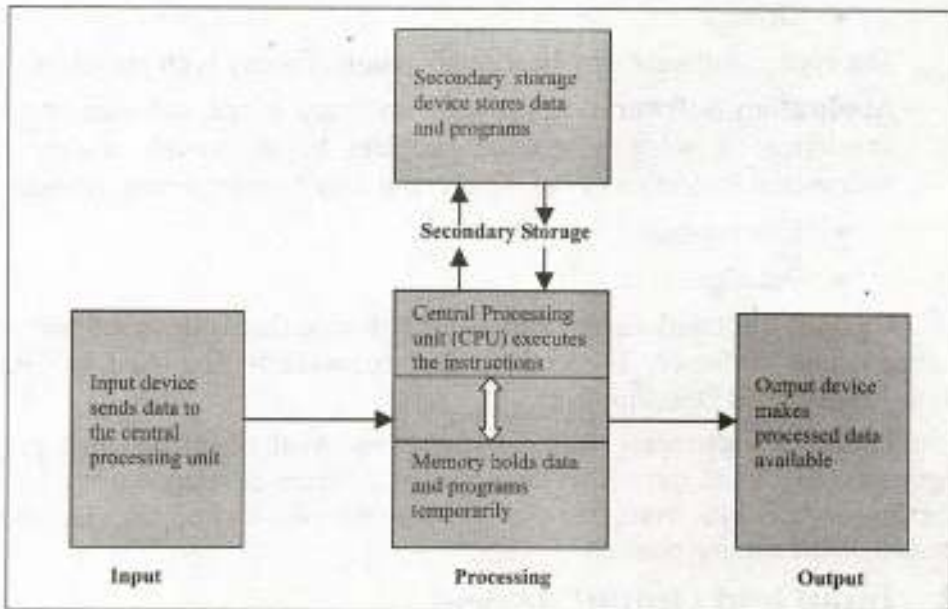 Secondary storage
device stores data
and programs
Secondary Storage
Central Processing
unit (CPU) executes
the instructions
Input device
sends data to
the central
processing unit
Output device
makes
processed data
available
Memory holds data
and programs
temporarily
Input
Processing
Output